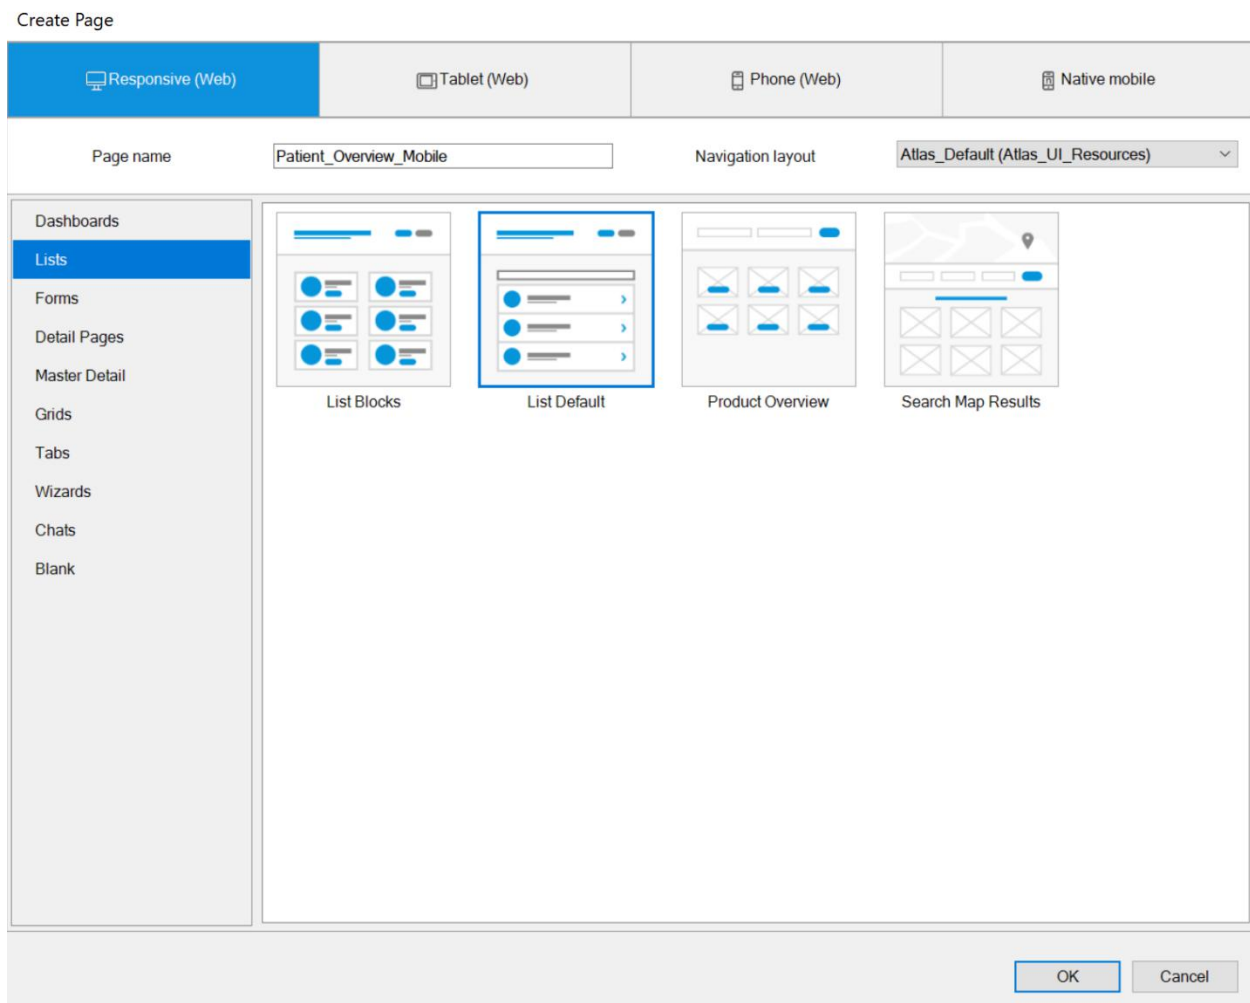 Create Page
Responsive (Web)
Tablet (Web)
Phone (Web)
Native mobile
Page name
Patient_Overview_Mobile
Navigation layout
Atlas_Default (Atlas_UI_Resources)
Dashboards
Lists
Forms
Detail Pages
Master Detail
Grids
Tabs
Wizards
Chats
Blank
List Blocks
List Default
Product Overview
Search Map Results
OK
Cancel